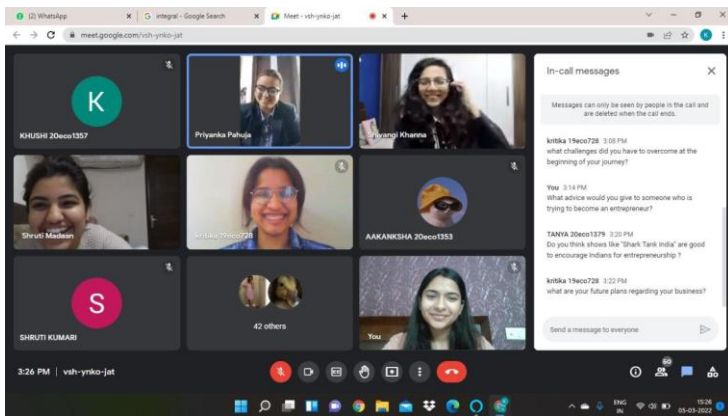 (2) WhatsApp
integral - Google Search
Meet - vsh-ynko-jat
meet.google.com/vsh-ynko-jat
K
K
KHUSHI 20eco1357
Priyanka Pahuja
Shivangi Khanna
Shruti Madaan
kritika 19eco728
AAKANKSHA 20eco1353
S
SHRUTI KUMARI
42 others
You
In-call messages
Messages can only be seen by people in the call and
are deleted when the call ends.
kritika 19eco728 3:08 PM
what challenges did you have to overcome at the
beginning of your journey?
You 3:14 PM
What advice would you give to someone who is
trying to become an entrepreneur?
TANYA 20eco1379 3:20 PM
Do you think shows like "Shark Tank india" are good
to encourage Indians for entrepreneurship ?
kritika 19eco728 3:22 PM
what are your future plans regarding your business?
Send a message to everyone
3:26 PM | vsh-ynko-jat
60
ENG
IN
15:26
05-03-2022